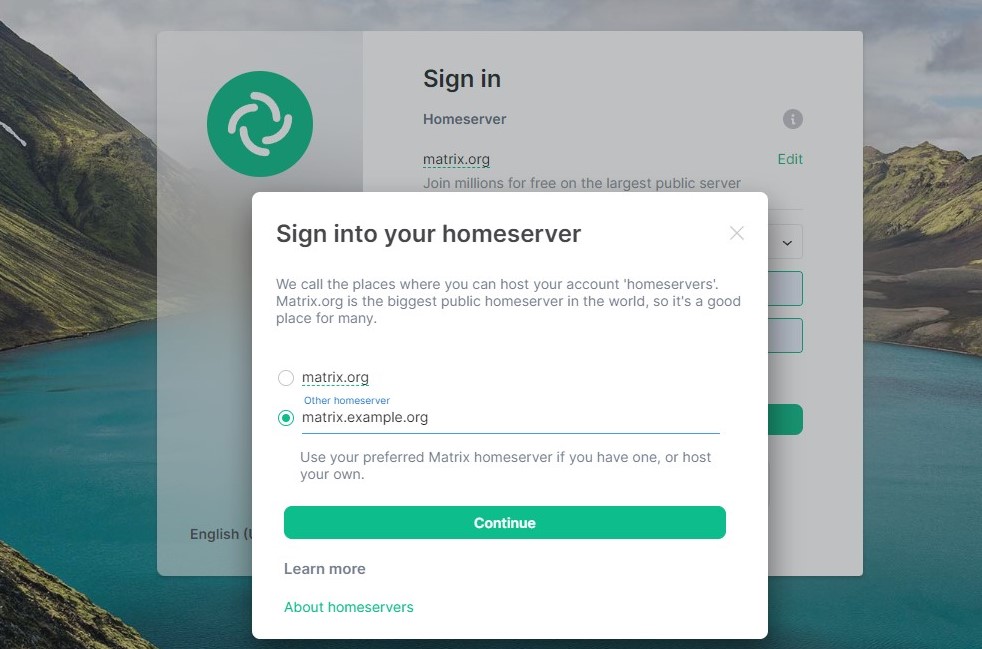 Sign in
Homeserver
matrix.org
Edit
Join millions for free on the largest public server
Sign into your homeserver
We call the places where you can host your account 'homeservers'.
Matrix.org is the biggest public homeserver in the world, so it's a good
place for many.
matrix.org
Other homeserver
matrix.example.org
Use your preferred Matrix homeserver if you have one, or host
your own.
Continue
English
Learn more
About homeservers